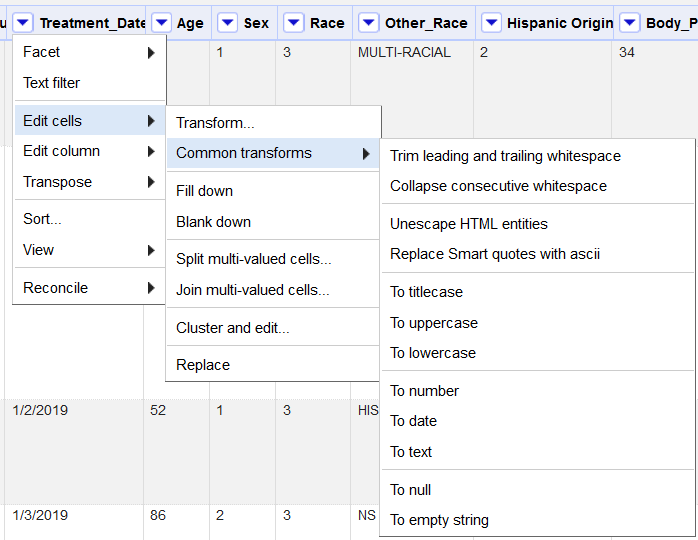 u Treatment_Date Age Sex Race Other_Race Hispanic Origin Body_P
1 3 MULTI-RACIAL 2 34
Facet
Text filter
Edit cells
Edit column
Transpose
Sort...
View
Reconcile
Transform...
Common transforms
Fill down
Blank down
Split multi-valued cells...
Join multi-valued cells...
Cluster and edit...
Replace
Trim leading and trailing whitespace
Collapse consecutive whitespace
Unescape HTML entities
Replace Smart quotes with ascii
To titlecase
To uppercase
To lowercase
To number
To date
To text
To null
To empty string
1/2/2019 52 1 3 HIS
1/3/2019 86 2 3 NS